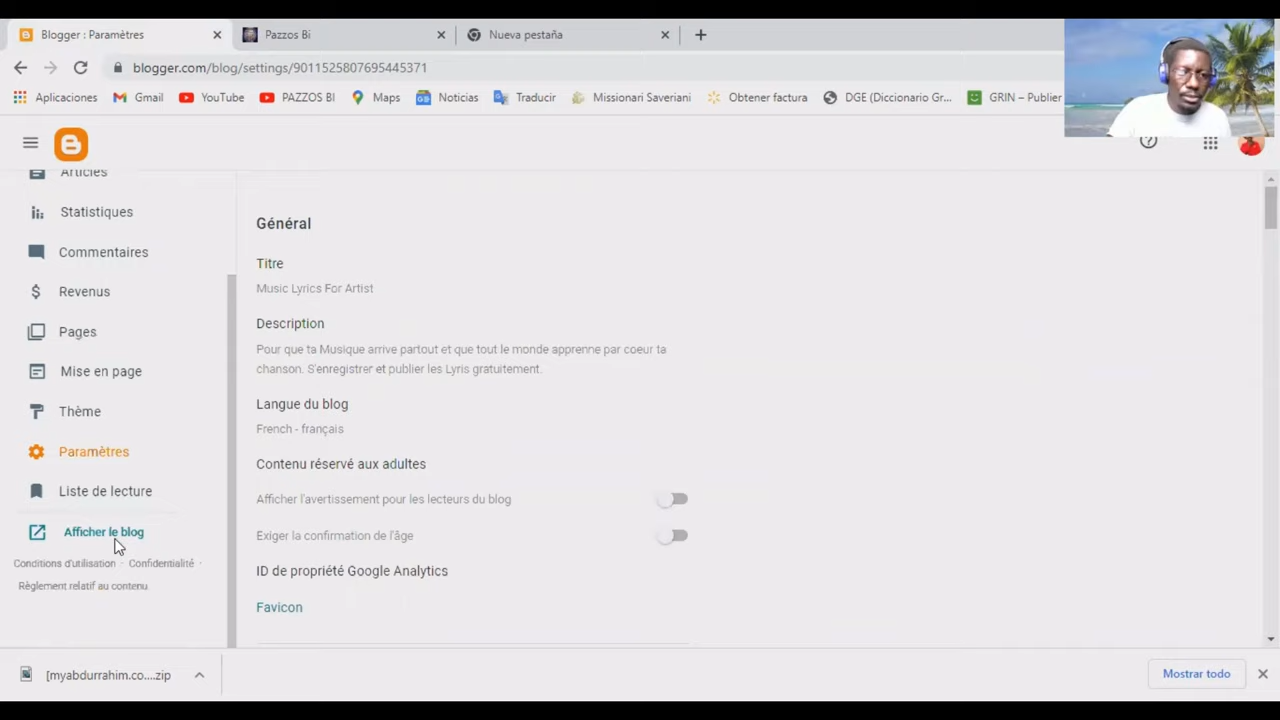 Blogger : Paramètres
Pazzos Bi
Nueva pestaña
blogger.com/blog/settings/9011525807695445371
Aplicaciones
Gmail
YouTube
PAZZOS BI
Maps
Noticias
Traducir
Missionari Saveriani
Obtener factura
DGE (Diccionario Gr...
GRIN – Publier
Articles
Statistiques
Commentaires
Revenus
Pages
Mise en page
Thème
Paramètres
Liste de lecture
Afficher le blog
Conditions d'utilisation · Confidentialité ·
Règlement relatif au contenu
Général
Titre
Music Lyrics For Artist
Description
Pour que ta Musique arrive partout et que tout le monde apprenne par coeur ta
chanson. S'enregistrer et publier les Lyris gratuitement.
Langue du blog
French - français
Contenu réservé aux adultes
Afficher l'avertissement pour les lecteurs du blog
Exiger la confirmation de l'âge
ID de propriété Google Analytics
Favicon
[myabdurrahim.co....zip
Mostrar todo